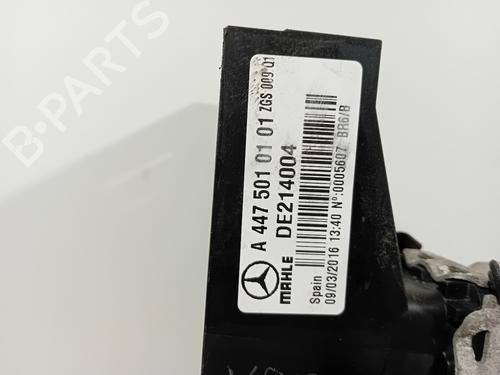 B-PARTS
A 447 501 01 01 ZGS 009 01
DE214004
MAHLE
Spain
09/03/2016 13:40 Nº:0005607 BR6/B